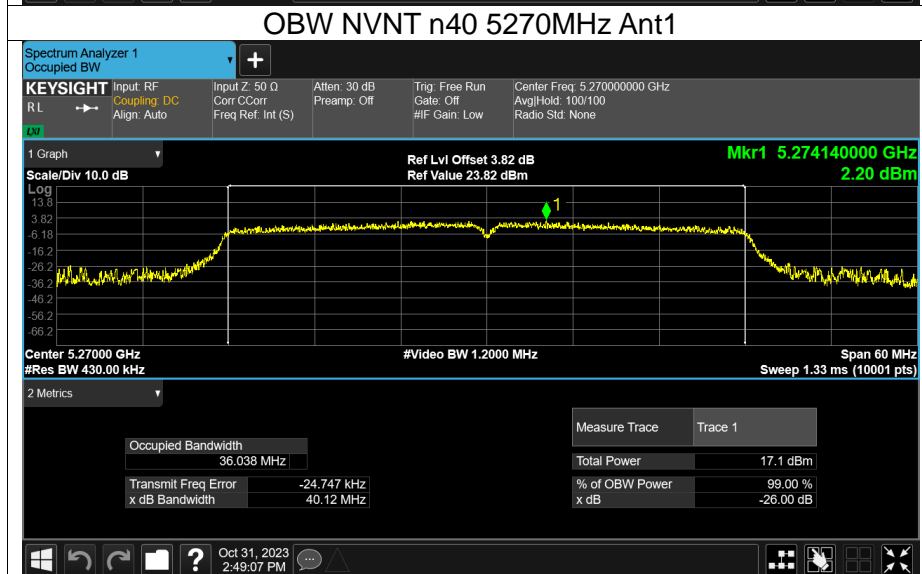 OBW NVNT n40 5270MHz Ant1
Spectrum Analyzer 1
Occupied BW
+
KEYSIGHT Input: RF Input Z: 50 Ω Atten: 30 dB Trig: Free Run Center Freq: 5.270000000 GHz
R L Coupling: DC Corr CCorr Preamp: Off Gate: Off Avg|Hold: 100/100
Align: Auto Freq Ref: Int (S) #IF Gain: Low Radio Std: None
LXI
1 Graph Ref Lvl Offset 3.82 dB Mkr1 5.274140000 GHz
Scale/Div 10.0 dB Ref Value 23.82 dBm 2.20 dBm
Log
13.8
1
3.82
-6.18
-16.2
-26.2
-36.2
-46.2
-56.2
-66.2
Center 5.27000 GHz #Video BW 1.2000 MHz Span 60 MHz
#Res BW 430.00 kHz Sweep 1.33 ms (10001 pts)
2 Metrics
Measure Trace Trace 1
Occupied Bandwidth
36.038 MHz Total Power 17.1 dBm
Transmit Freq Error -24.747 kHz % of OBW Power 99.00 %
x dB Bandwidth 40.12 MHz x dB -26.00 dB
? Oct 31, 2023
2:49:07 PM